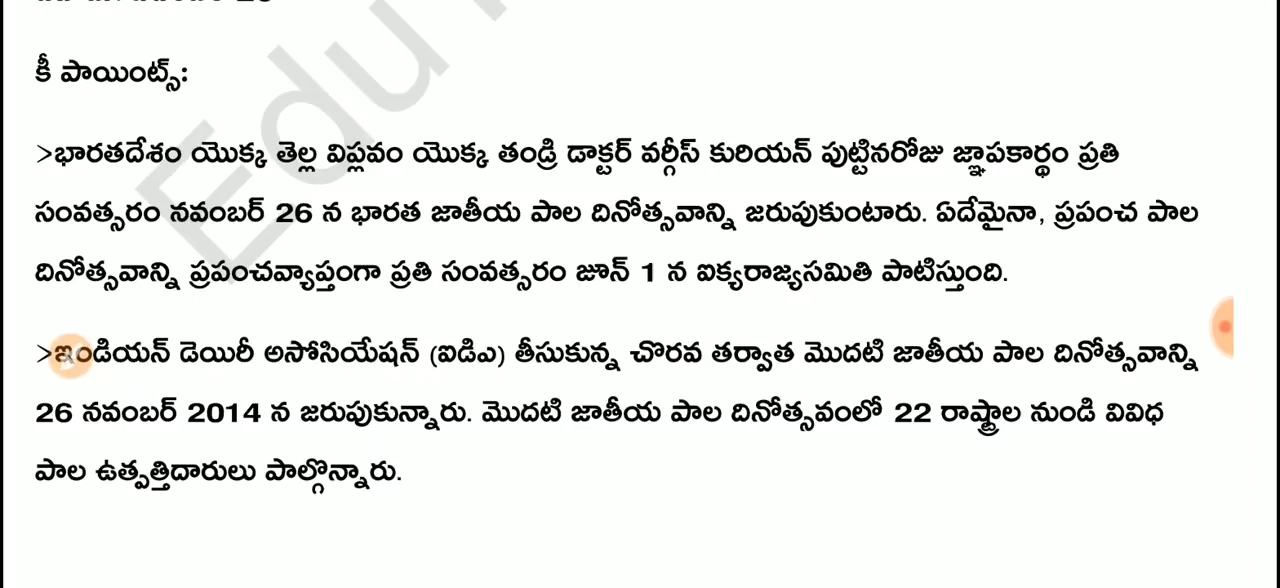 కీ పాయింట్స్:
>భారతదేశం యొక్క తెల్ల విప్లవం యొక్క తండ్రి డాక్టర్ వర్గీస్ కురియన్ పుట్టినరోజు జ్ఞాపకార్థం ప్రతి
సంవత్సరం నవంబర్ 26 న భారత జాతీయ పాల దినోత్సవాన్ని జరుపుకుంటారు. ఏదేమైనా, ప్రపంచ పాల
దినోత్సవాన్ని ప్రపంచవ్యాప్తంగా ప్రతి సంవత్సరం జూన్ 1 న ఐక్యరాజ్యసమితి పాటిస్తుంది.
>ఇండియన్ డెయిరీ అసోసియేషన్ (ఐడిఎ) తీసుకున్న చొరవ తర్వాత మొదటి జాతీయ పాల దినోత్సవాన్ని
26 నవంబర్ 2014 న జరుపుకున్నారు. మొదటి జాతీయ పాల దినోత్సవంలో 22 రాష్ట్రాల నుండి వివిధ
పాల ఉత్పత్తిదారులు పాల్గొన్నారు.
Edu